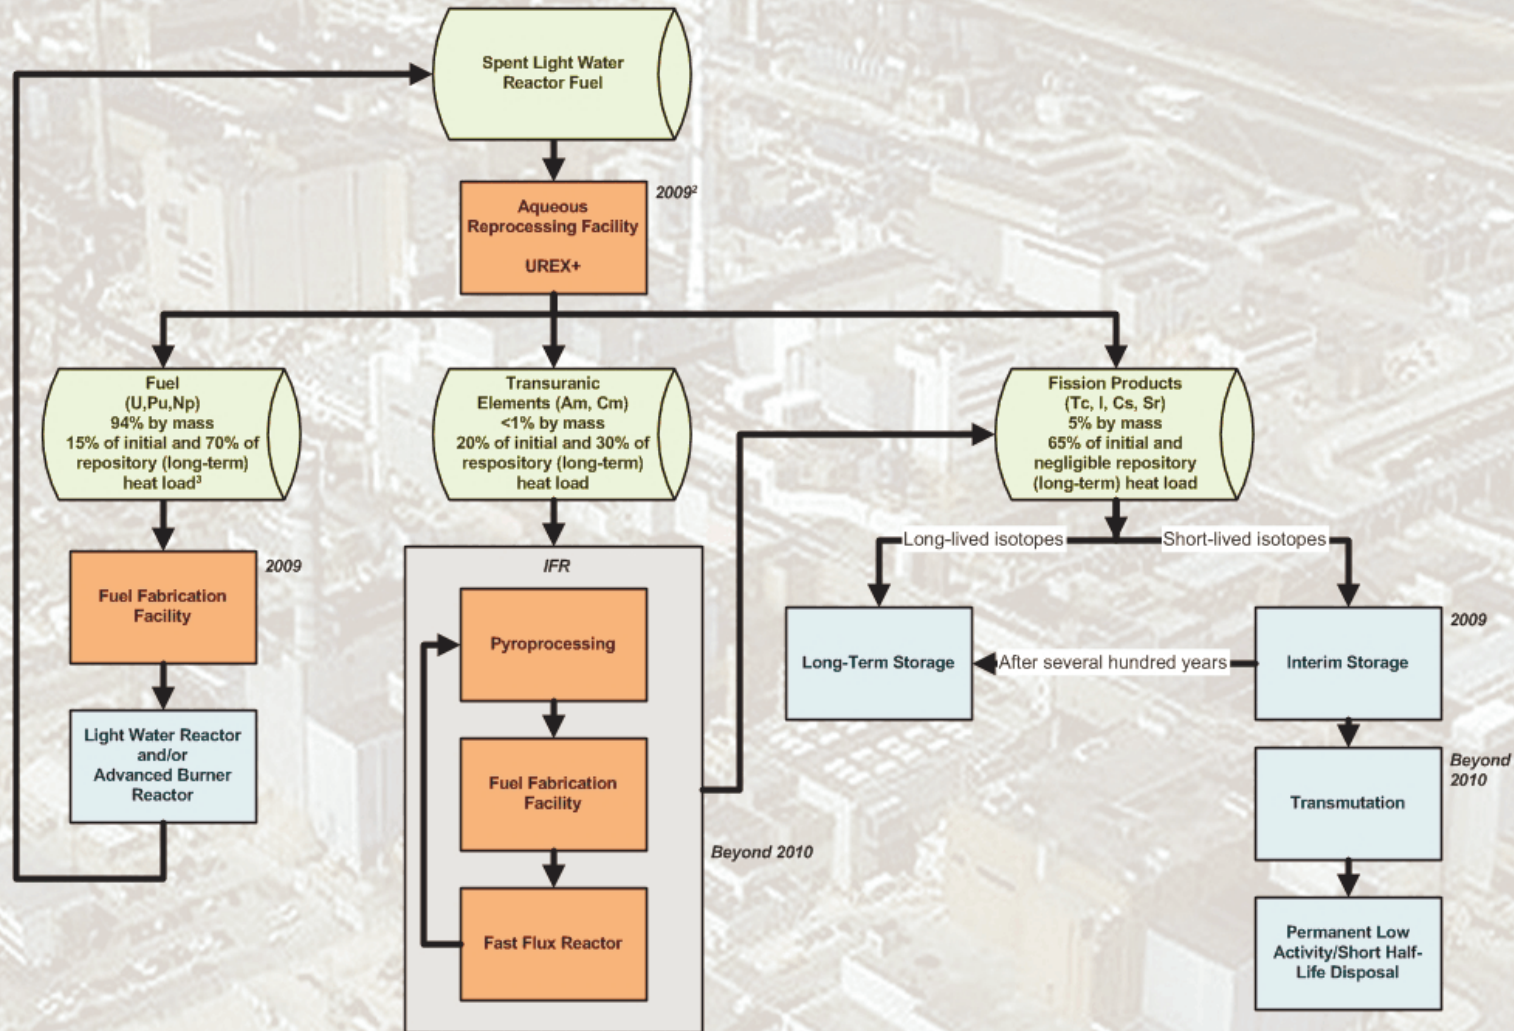 Spent Light Water
Reactor Fuel
2009²
Aqueous
Reprocessing Facility
UREX+
Fuel
(U,Pu,Np)
94% by mass
15% of initial and 70% of
repository (long-term)
heat load³
Transuranic
Elements (Am, Cm)
<1% by mass
20% of initial and 30% of
respository (long-term)
heat load
Fission Products
(Tc, I, Cs, Sr)
5% by mass
65% of initial and
negligible repository
(long-term) heat load
Long-lived isotopes
Short-lived isotopes
2009
Fuel Fabrication
Facility
Light Water Reactor
and/or
Advanced Burner
Reactor
IFR
Pyroprocessing
Fuel Fabrication
Facility
Fast Flux Reactor
Beyond 2010
Long-Term Storage
After several hundred years
2009
Interim Storage
Beyond
2010
Transmutation
Permanent Low
Activity/Short Half-
Life Disposal